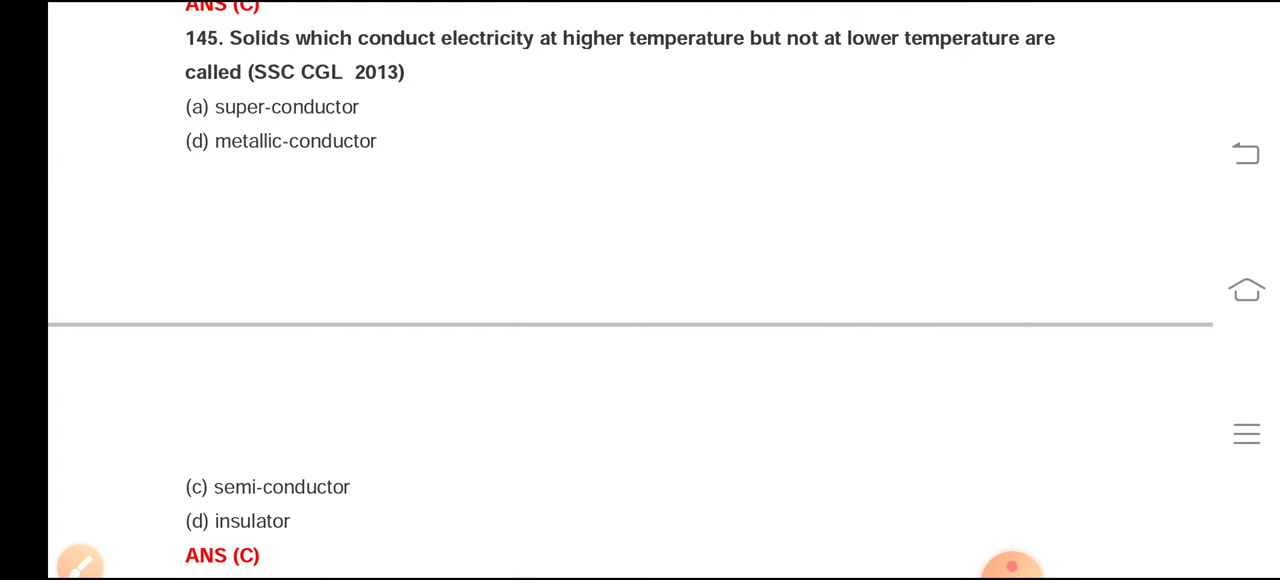 ANS (C)
145. Solids which conduct electricity at higher temperature but not at lower temperature are
called (SSC CGL 2013)
(a) super-conductor
(d) metallic-conductor
(c) semi-conductor
(d) insulator
ANS (C)